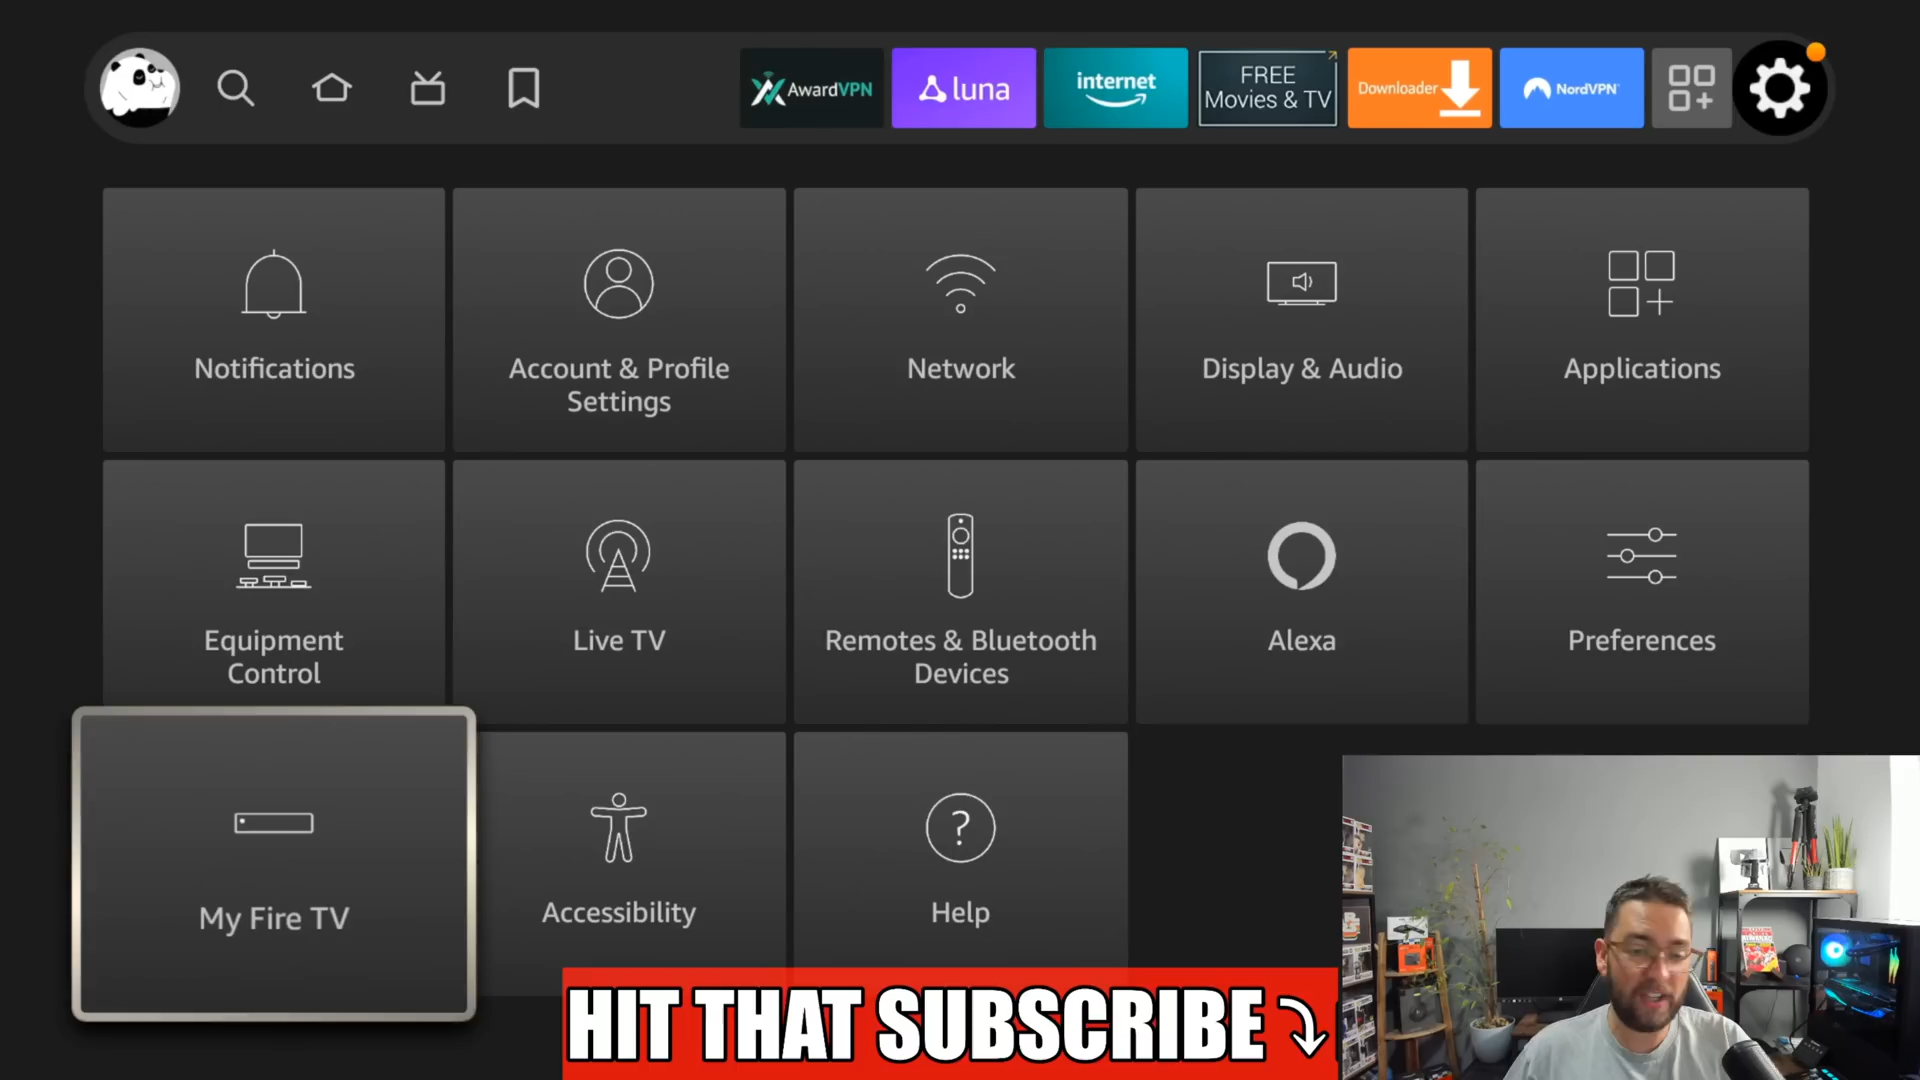 AwardVPN
luna
internet
FREE
Movies & TV
Downloader
NordVPN
Notifications
Account & Profile
Settings
Network
Display & Audio
Applications
Equipment
Control
Live TV
Remotes & Bluetooth
Devices
Alexa
Preferences
My Fire TV
Accessibility
Help
HIT THAT SUBSCRIBE